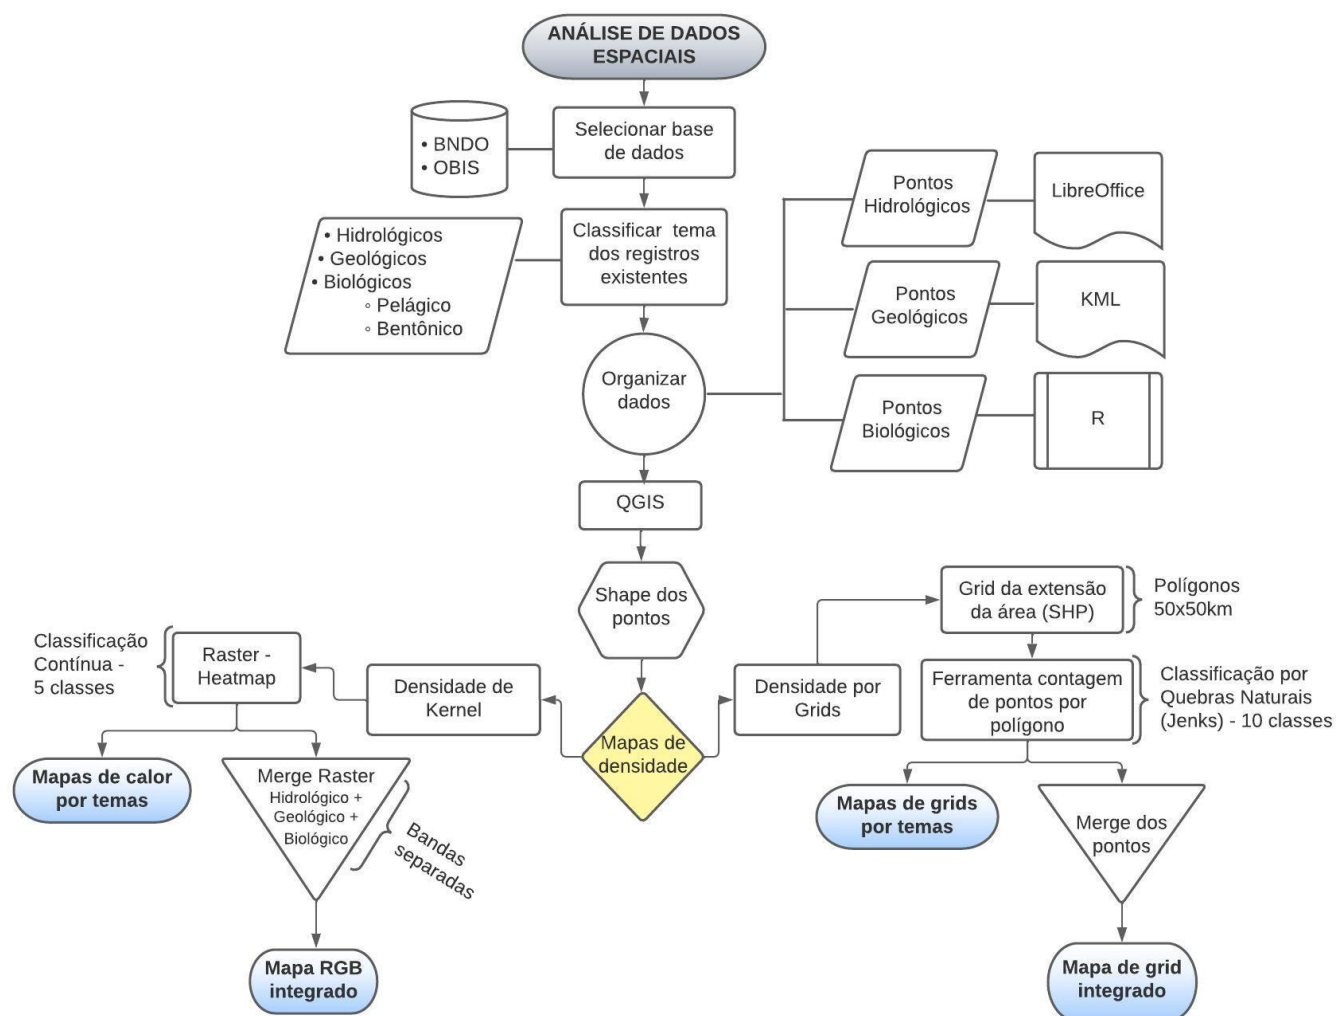 ANÁLISE DE DADOS
ESPACIAIS
• BNDO
• OBIS
Selecionar base
de dados
• Hidrológicos
• Geológicos
• Biológicos
◦ Pelágico
◦ Bentônico
Classificar tema
dos registros
existentes
Organizar
dados
Pontos
Hidrológicos
LibreOffice
Pontos
Geológicos
KML
Pontos
Biológicos
R
QGIS
Shape dos
pontos
Mapas de
densidade
Densidade de
Kernel
Raster -
Heatmap
Classificação
Contínua -
5 classes
Mapas de calor
por temas
Merge Raster
Hidrológico +
Geológico +
Biológico
Bandas
separadas
Mapa RGB
integrado
Densidade por
Grids
Grid da extensão
da área (SHP)
Polígonos
50x50km
Ferramenta contagem
de pontos por
polígono
Classificação por
Quebras Naturais
(Jenks) - 10 classes
Mapas de grids
por temas
Merge dos
pontos
Mapa de grid
integrado